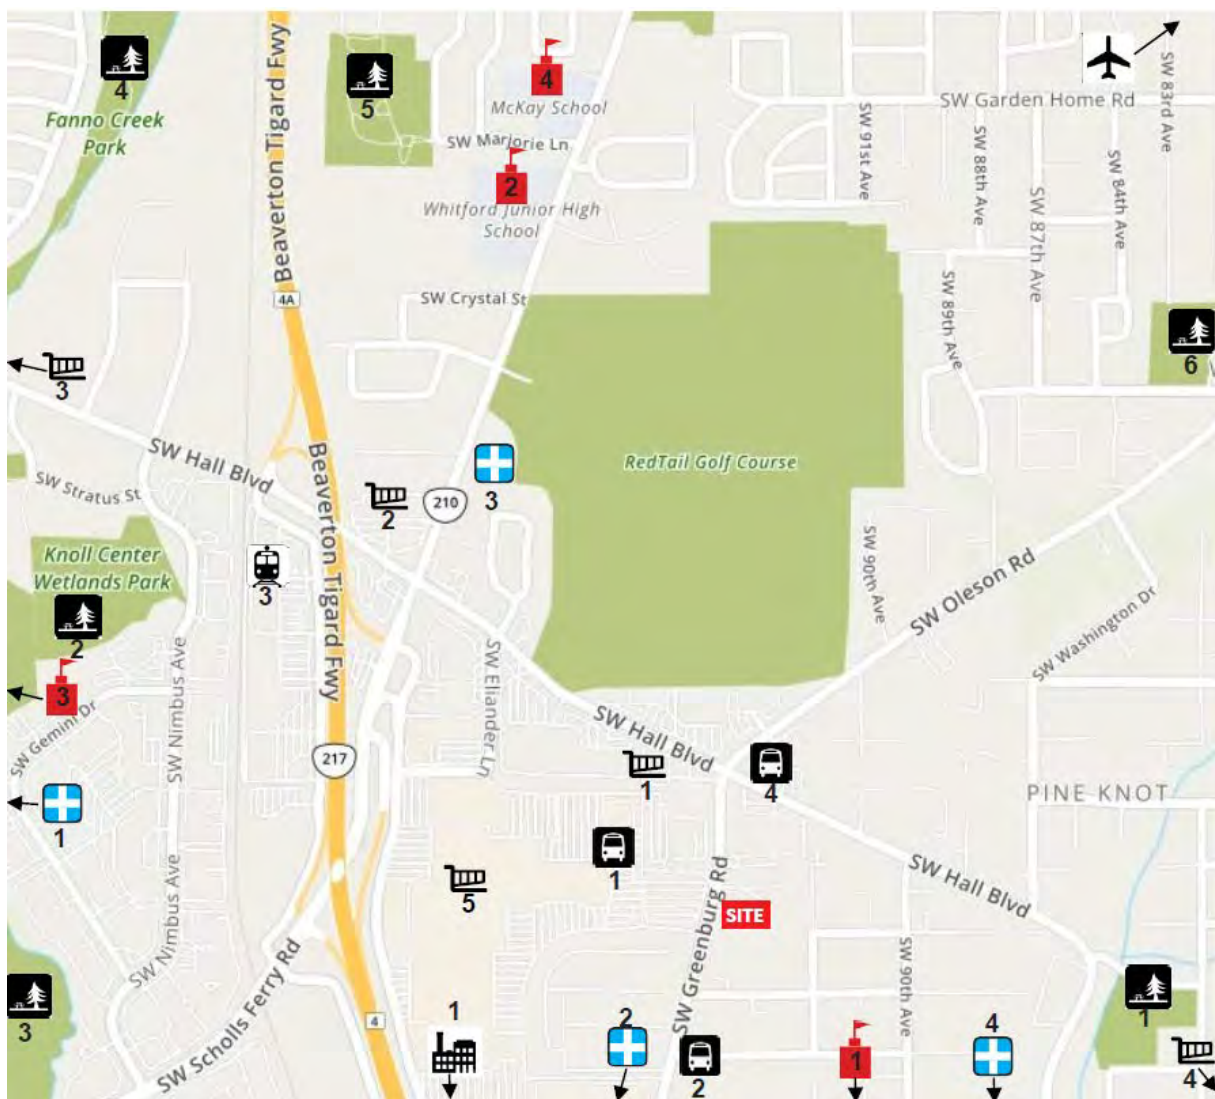 4
Fanno Creek
Park
Beaverton Tigard Fwy
5
4
McKay School
SW Marjorie Ln
2
Whitford Junior High
School
SW Garden Home Rd
SW 83rd Ave
SW 91st Ave
SW 88th Ave
SW 84th Ave
SW 87th Ave
4A
SW Crystal St
SW 89th Ave
6
3
SW Hall Blvd
SW Stratus St
Beaverton Tigard Fwy
2
210
3
RedTail Golf Course
Knoll Center
Wetlands Park
3
SW 90th Ave
SW Oleson Rd
SW Washington Dr
2
3
SW Gemini Dr
SW Nimbus Ave
SW Eliander Ln
SW Hall Blvd
217
1
4
PINE KNOT
1
1
5
SW Greenburg Rd
SW Hall Blvd
SITE
SW Nimbus Ave
SW Scholls Ferry Rd
SW 90th Ave
3
4
1
2
2
1
4
1
4